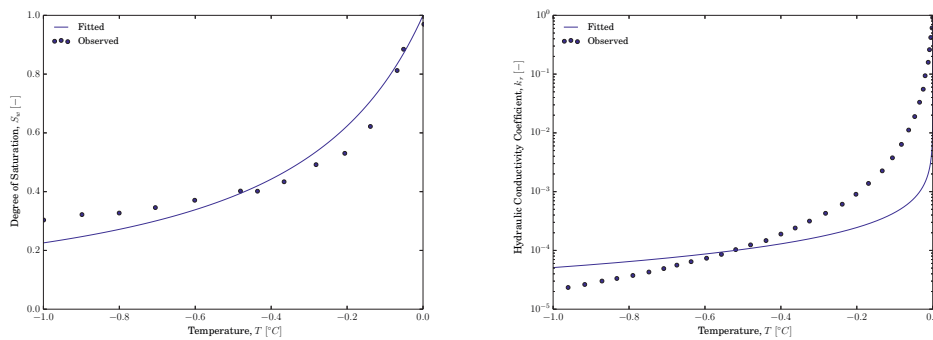 Fitted
Observed
Degree of Saturation, S_w [−]
1.0
0.8
0.6
0.4
0.2
0.0
−1.0 −0.8 −0.6 −0.4 −0.2 0.0
Temperature, T [°C]
Fitted
Observed
Hydraulic Conductivity Coefficient, k_r [−]
10^0
10^−1
10^−2
10^−3
10^−4
10^−5
−1.0 −0.8 −0.6 −0.4 −0.2 0.0
Temperature, T [°C]